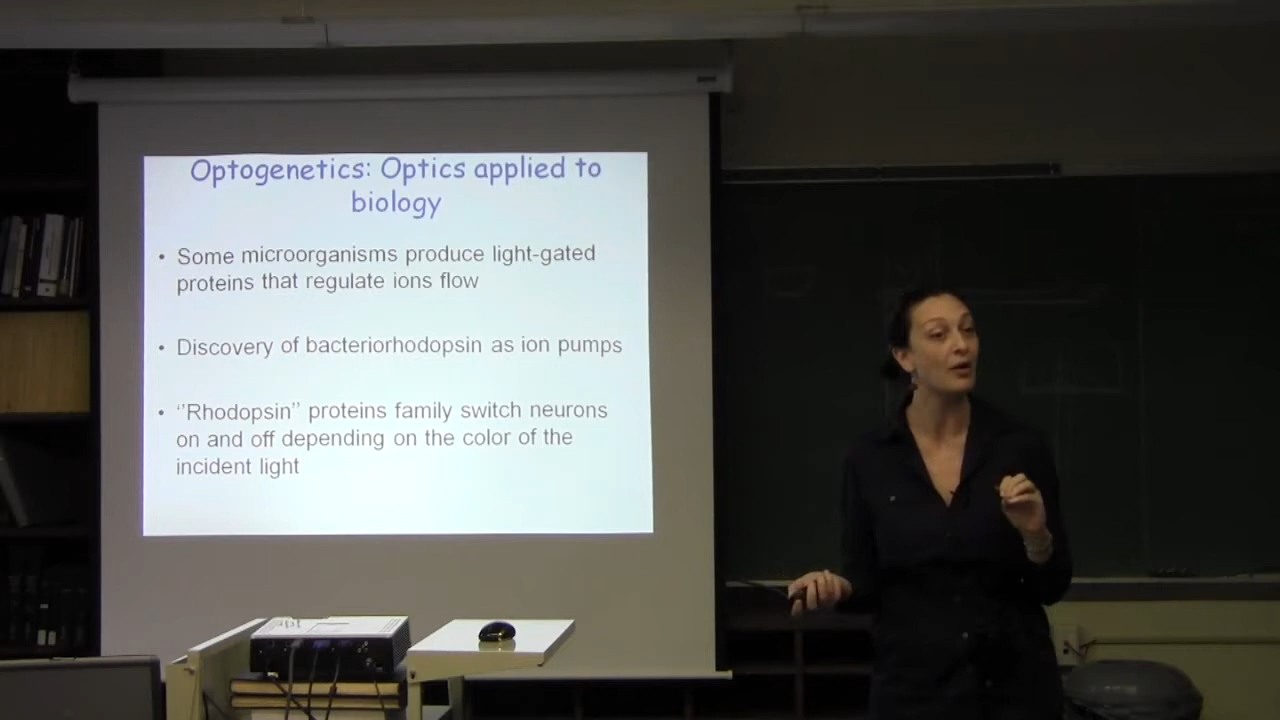 Optogenetics: Optics applied to
biology
• Some microorganisms produce light-gated
proteins that regulate ions flow
• Discovery of bacteriorhodopsin as ion pumps
• ‘’Rhodopsin’’ proteins family switch neurons
on and off depending on the color of the
incident light